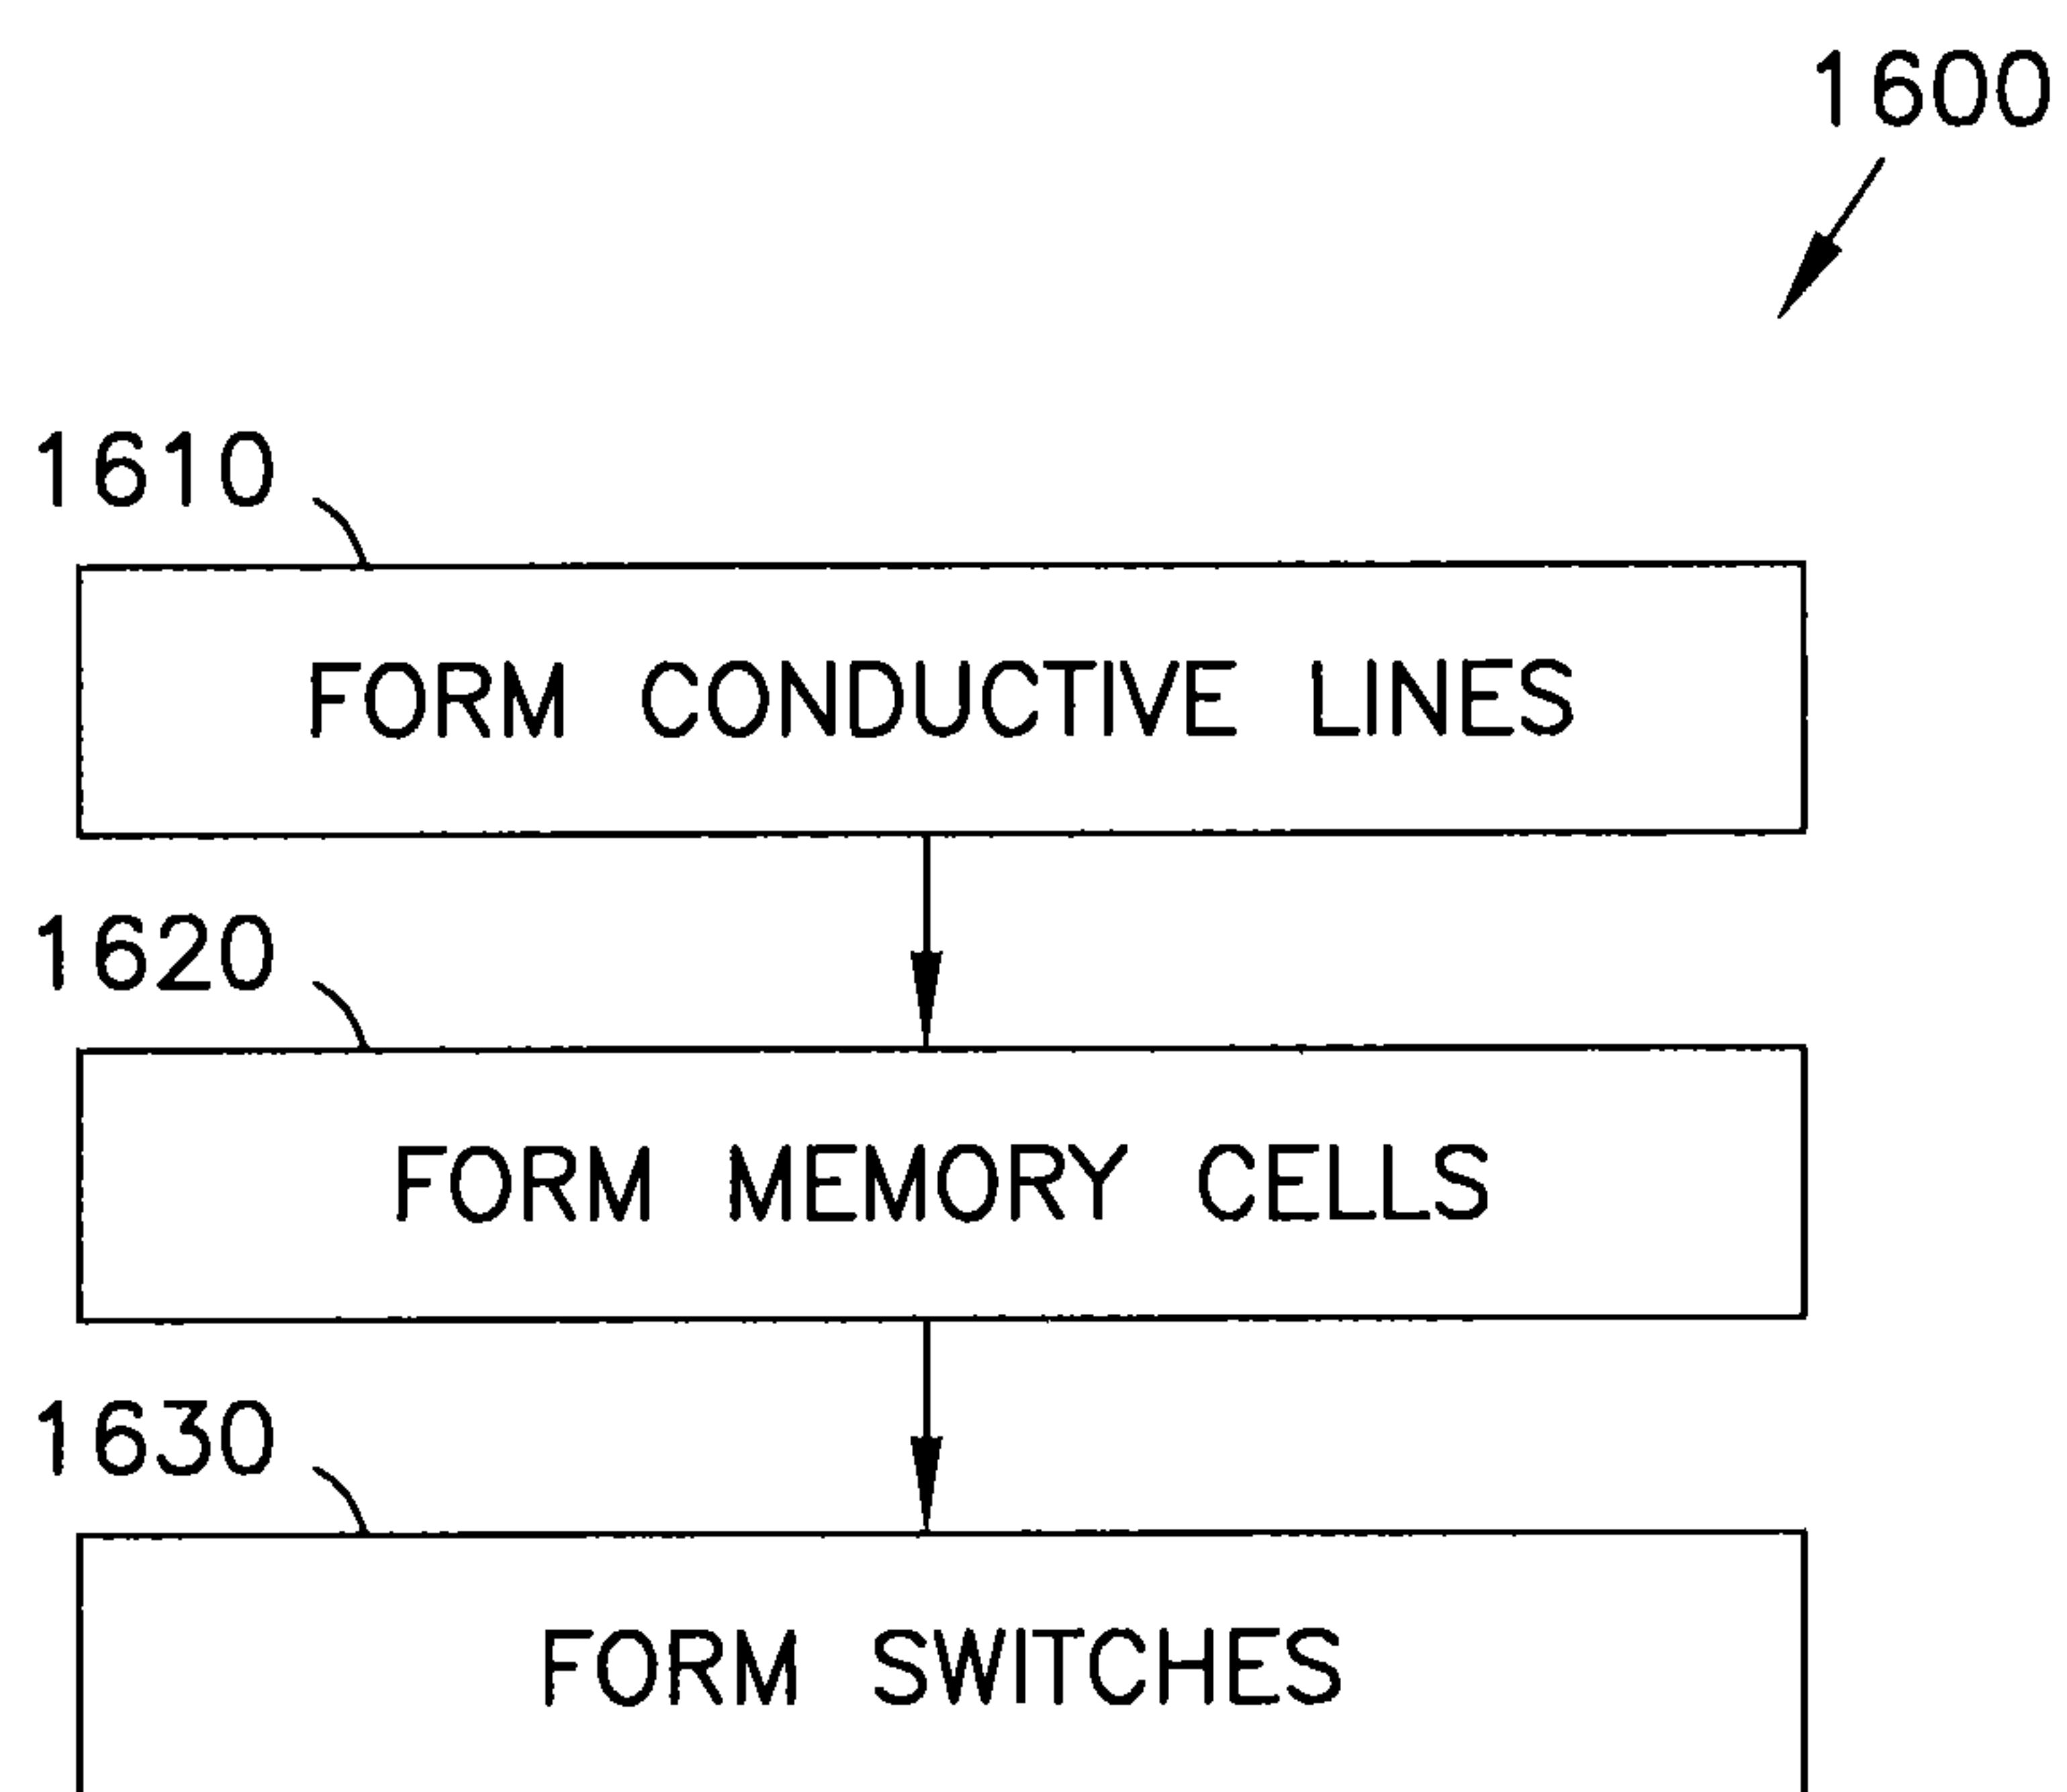 1600
1610
FORM CONDUCTIVE LINES
1620
FORM MEMORY CELLS
1630
FORM SWITCHES